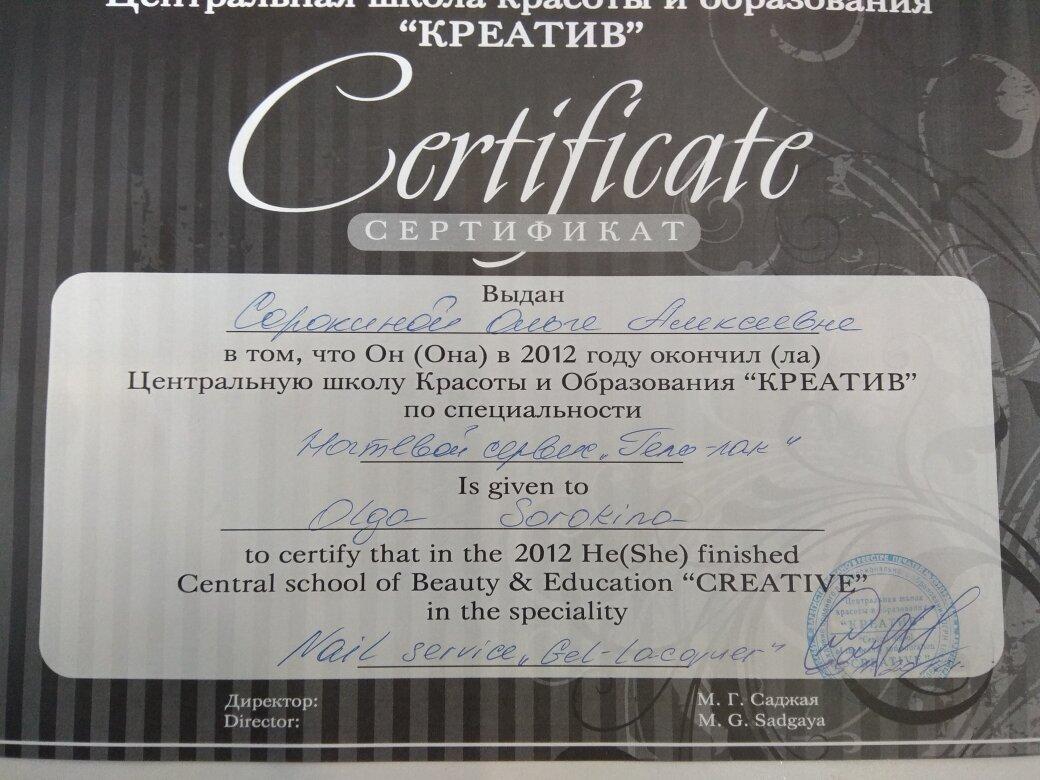 Центральная школа красоты и образования
“КРЕАТИВ”
Certificate
СЕРТИФИКАТ
Выдан
Сорокиной Ольге Алексеевне
в том, что Он (Она) в 2012 году окончил (ла)
Центральную школу Красоты и Образования “КРЕАТИВ”
по специальности
Ногтевой сервис „Гель-лак“
Is given to
Olga Sorokina
to certify that in the 2012 He(She) finished
Central school of Beauty & Education “CREATIVE”
in the speciality
Nail service „Gel-Lacquer“
Директор: М. Г. Саджая
Director: M. G. Sadgaya